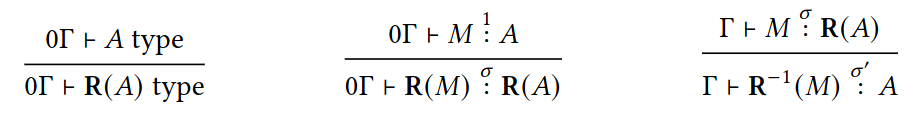 0Γ ⊢ A type
0Γ ⊢ R(A) type
0Γ ⊢ M :¹ A
0Γ ⊢ R(M) :^σ R(A)
Γ ⊢ M :^σ R(A)
Γ ⊢ R⁻¹(M) :^σ′ A